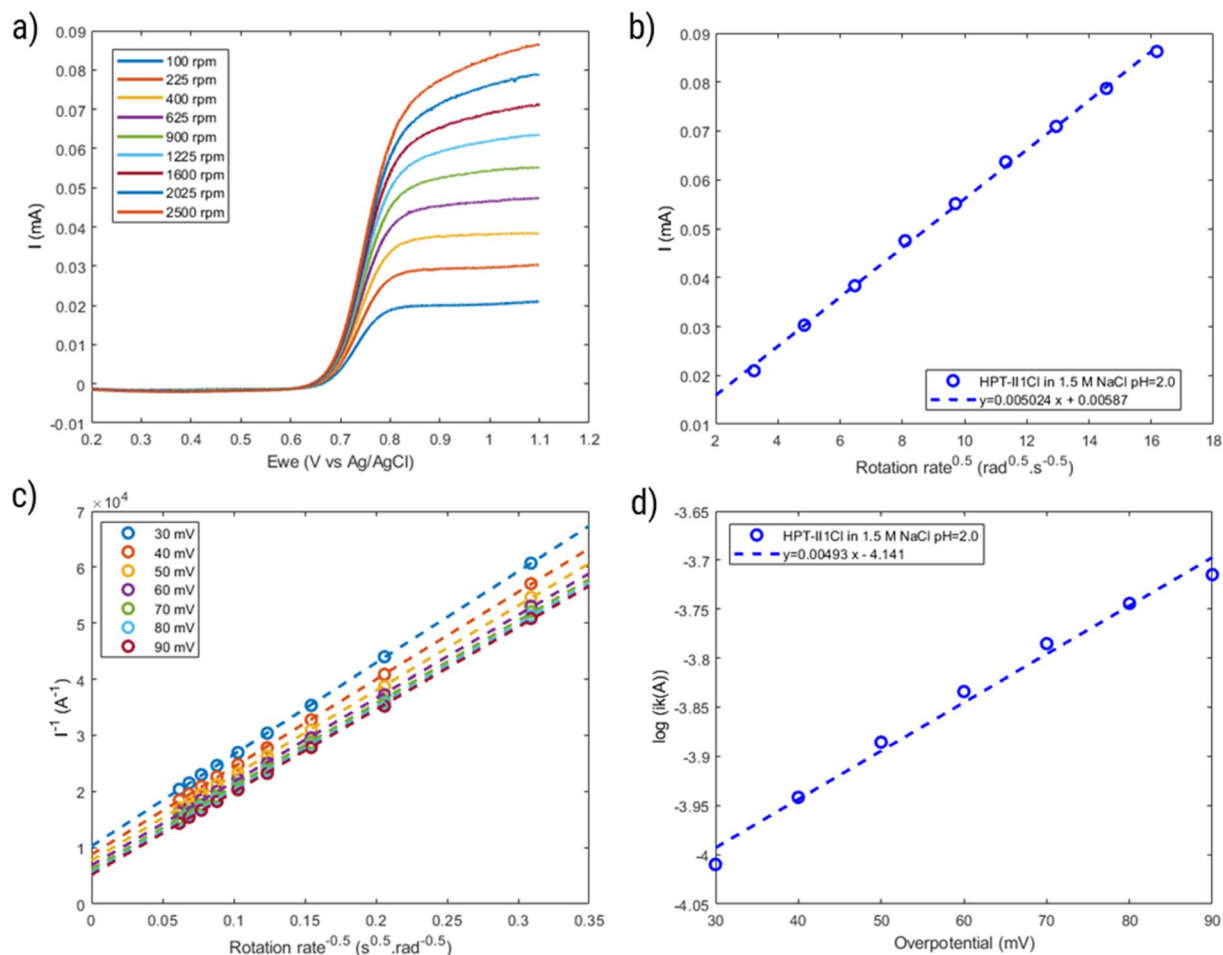 a)
0.09
0.08
0.07
0.06
0.05
0.04
0.03
0.02
0.01
0
-0.01
I (mA)
100 rpm
225 rpm
400 rpm
625 rpm
900 rpm
1225 rpm
1600 rpm
2025 rpm
2500 rpm
0.2 0.3 0.4 0.5 0.6 0.7 0.8 0.9 1 1.1 1.2
Ewe (V vs Ag/AgCl)
b)
0.09
0.08
0.07
0.06
0.05
0.04
0.03
0.02
0.01
I (mA)
HPT-II1Cl in 1.5 M NaCl pH=2.0
y=0.005024 x + 0.00587
2 4 6 8 10 12 14 16 18
Rotation rate^0.5 (rad^0.5.s^-0.5)
c)
×10^4
7
6
5
4
3
2
1
0
I^-1 (A^-1)
30 mV
40 mV
50 mV
60 mV
70 mV
80 mV
90 mV
0 0.05 0.1 0.15 0.2 0.25 0.3 0.35
Rotation rate^-0.5 (s^0.5.rad^-0.5)
d)
-3.65
-3.7
-3.75
-3.8
-3.85
-3.9
-3.95
-4
-4.05
log (ik(A))
HPT-II1Cl in 1.5 M NaCl pH=2.0
y=0.00493 x - 4.141
30 40 50 60 70 80 90
Overpotential (mV)